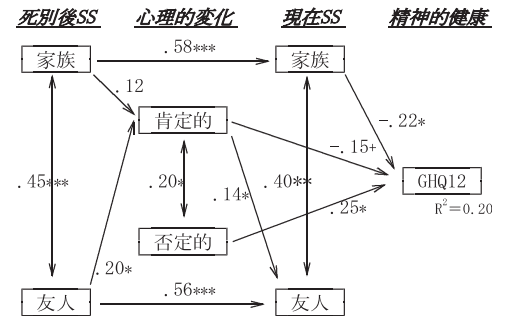 死別後SS 心理的変化 現在SS 精神的健康
.58***
家族 家族
.12
肯定的
-.22*
-.15+
.45*** .20* .14* .40** GHQ12
.25* R²=0.20
否定的
.20*
友人 .56*** 友人